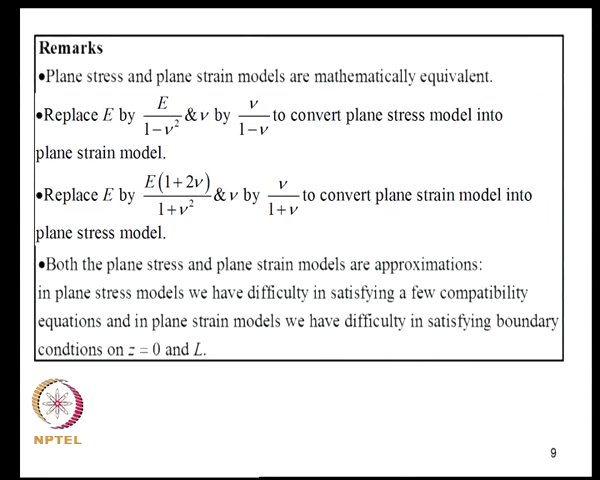 Remarks
•Plane stress and plane strain models are mathematically equivalent.
•Replace E by E/(1−ν²) & ν by ν/(1−ν) to convert plane stress model into
plane strain model.
•Replace E by E(1+2ν)/(1+ν²) & ν by ν/(1+ν) to convert plane strain model into
plane stress model.
•Both the plane stress and plane strain models are approximations:
in plane stress models we have difficulty in satisfying a few compatibility
equations and in plane strain models we have difficulty in satisfying boundary
condtions on z = 0 and L.
NPTEL
9